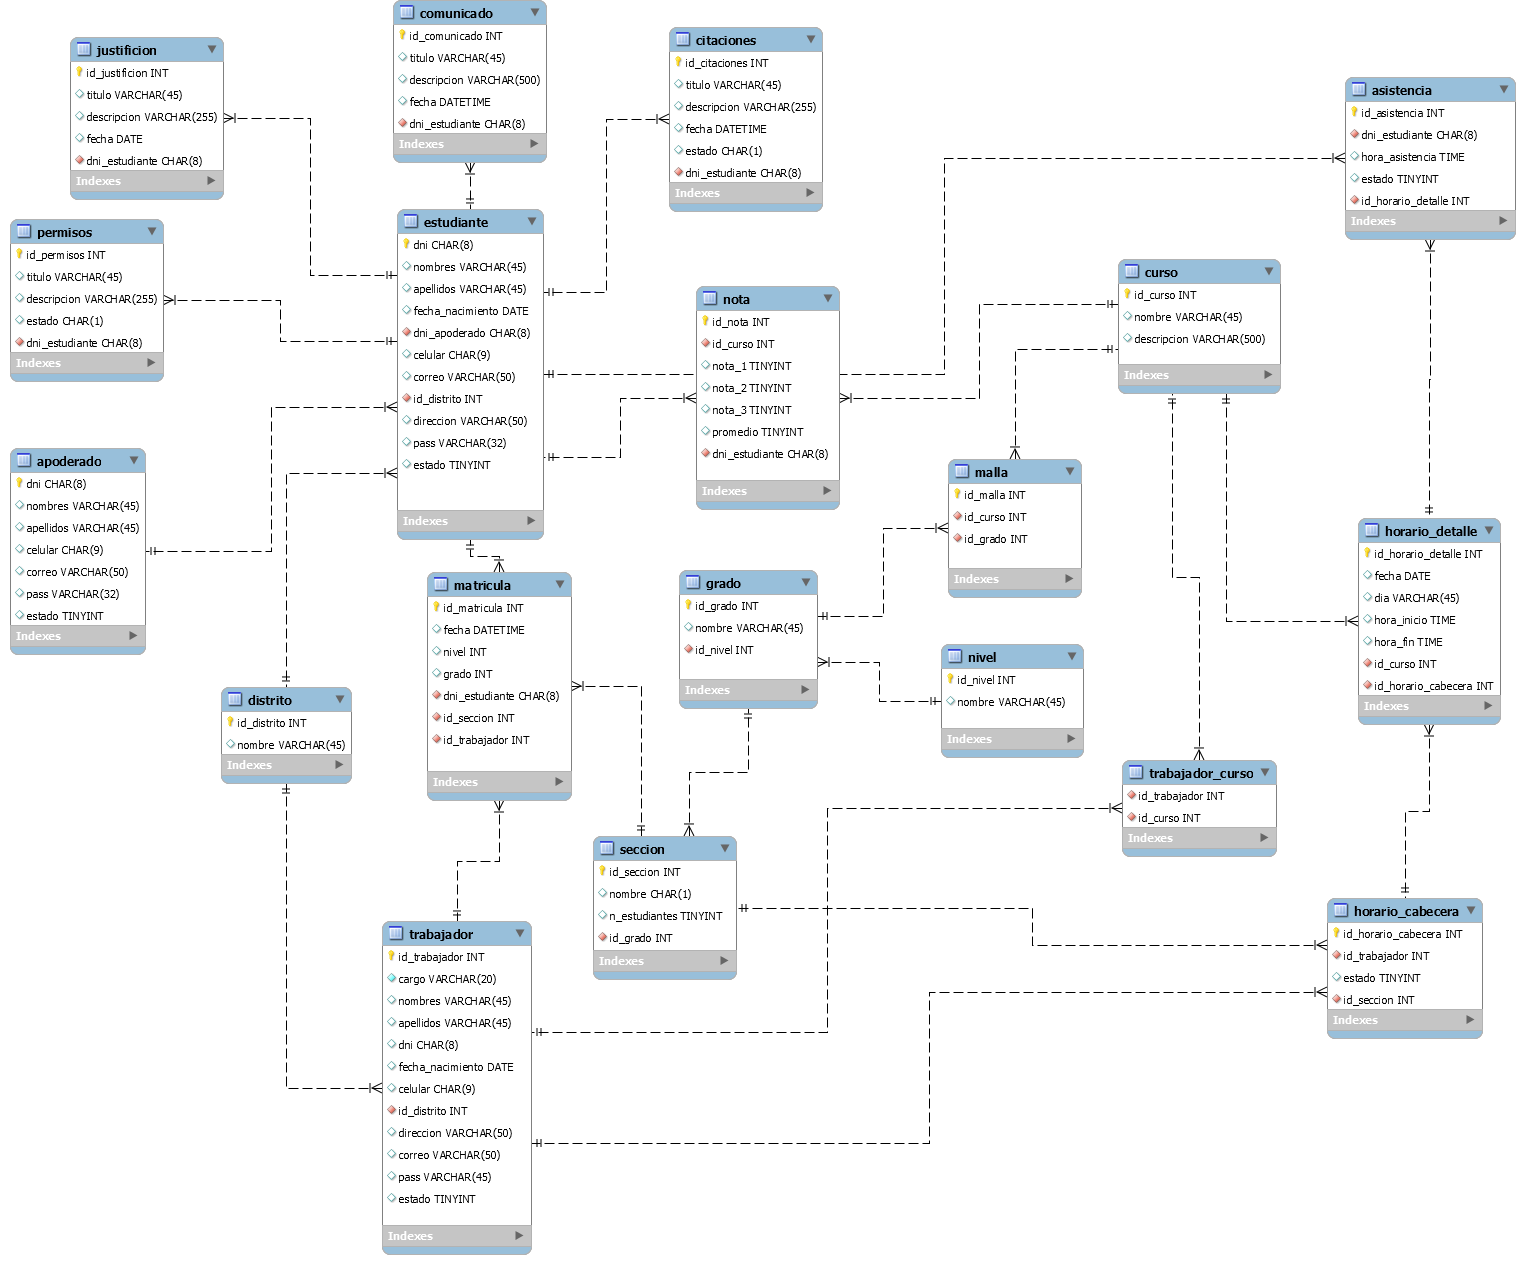 comunicado
id_comunicado INT
titulo VARCHAR(45)
descripcion VARCHAR(500)
fecha DATETIME
dni_estudiante CHAR(8)
Indexes
citaciones
id_citaciones INT
titulo VARCHAR(45)
descripcion VARCHAR(255)
fecha DATETIME
estado CHAR(1)
dni_estudiante CHAR(8)
Indexes
justificion
id_justificion INT
titulo VARCHAR(45)
descripcion VARCHAR(255)
fecha DATE
dni_estudiante CHAR(8)
Indexes
asistencia
id_asistencia INT
dni_estudiante CHAR(8)
hora_asistencia TIME
estado TINYINT
id_horario_detalle INT
Indexes
permisos
id_permisos INT
titulo VARCHAR(45)
descripcion VARCHAR(255)
estado CHAR(1)
dni_estudiante CHAR(8)
Indexes
estudiante
dni CHAR(8)
nombres VARCHAR(45)
apellidos VARCHAR(45)
fecha_nacimiento DATE
dni_apoderado CHAR(8)
celular CHAR(9)
correo VARCHAR(50)
id_distrito INT
direccion VARCHAR(50)
pass VARCHAR(32)
estado TINYINT
Indexes
nota
id_nota INT
id_curso INT
nota_1 TINYINT
nota_2 TINYINT
nota_3 TINYINT
promedio TINYINT
dni_estudiante CHAR(8)
Indexes
curso
id_curso INT
nombre VARCHAR(45)
descripcion VARCHAR(500)
Indexes
apoderado
dni CHAR(8)
nombres VARCHAR(45)
apellidos VARCHAR(45)
celular CHAR(9)
correo VARCHAR(50)
pass VARCHAR(32)
estado TINYINT
Indexes
malla
id_malla INT
id_curso INT
id_grado INT
Indexes
horario_detalle
id_horario_detalle INT
fecha DATE
dia VARCHAR(45)
hora_inicio TIME
hora_fin TIME
id_curso INT
id_horario_cabecera INT
Indexes
matricula
id_matricula INT
fecha DATETIME
nivel INT
grado INT
dni_estudiante CHAR(8)
id_seccion INT
id_trabajador INT
Indexes
grado
id_grado INT
nombre VARCHAR(45)
id_nivel INT
Indexes
nivel
id_nivel INT
nombre VARCHAR(45)
Indexes
distrito
id_distrito INT
nombre VARCHAR(45)
Indexes
trabajador_curso
id_trabajador INT
id_curso INT
Indexes
seccion
id_seccion INT
nombre CHAR(1)
n_estudiantes TINYINT
id_grado INT
Indexes
horario_cabecera
id_horario_cabecera INT
id_trabajador INT
estado TINYINT
id_seccion INT
Indexes
trabajador
id_trabajador INT
cargo VARCHAR(20)
nombres VARCHAR(45)
apellidos VARCHAR(45)
dni CHAR(8)
fecha_nacimiento DATE
celular CHAR(9)
id_distrito INT
direccion VARCHAR(50)
correo VARCHAR(50)
pass VARCHAR(45)
estado TINYINT
Indexes